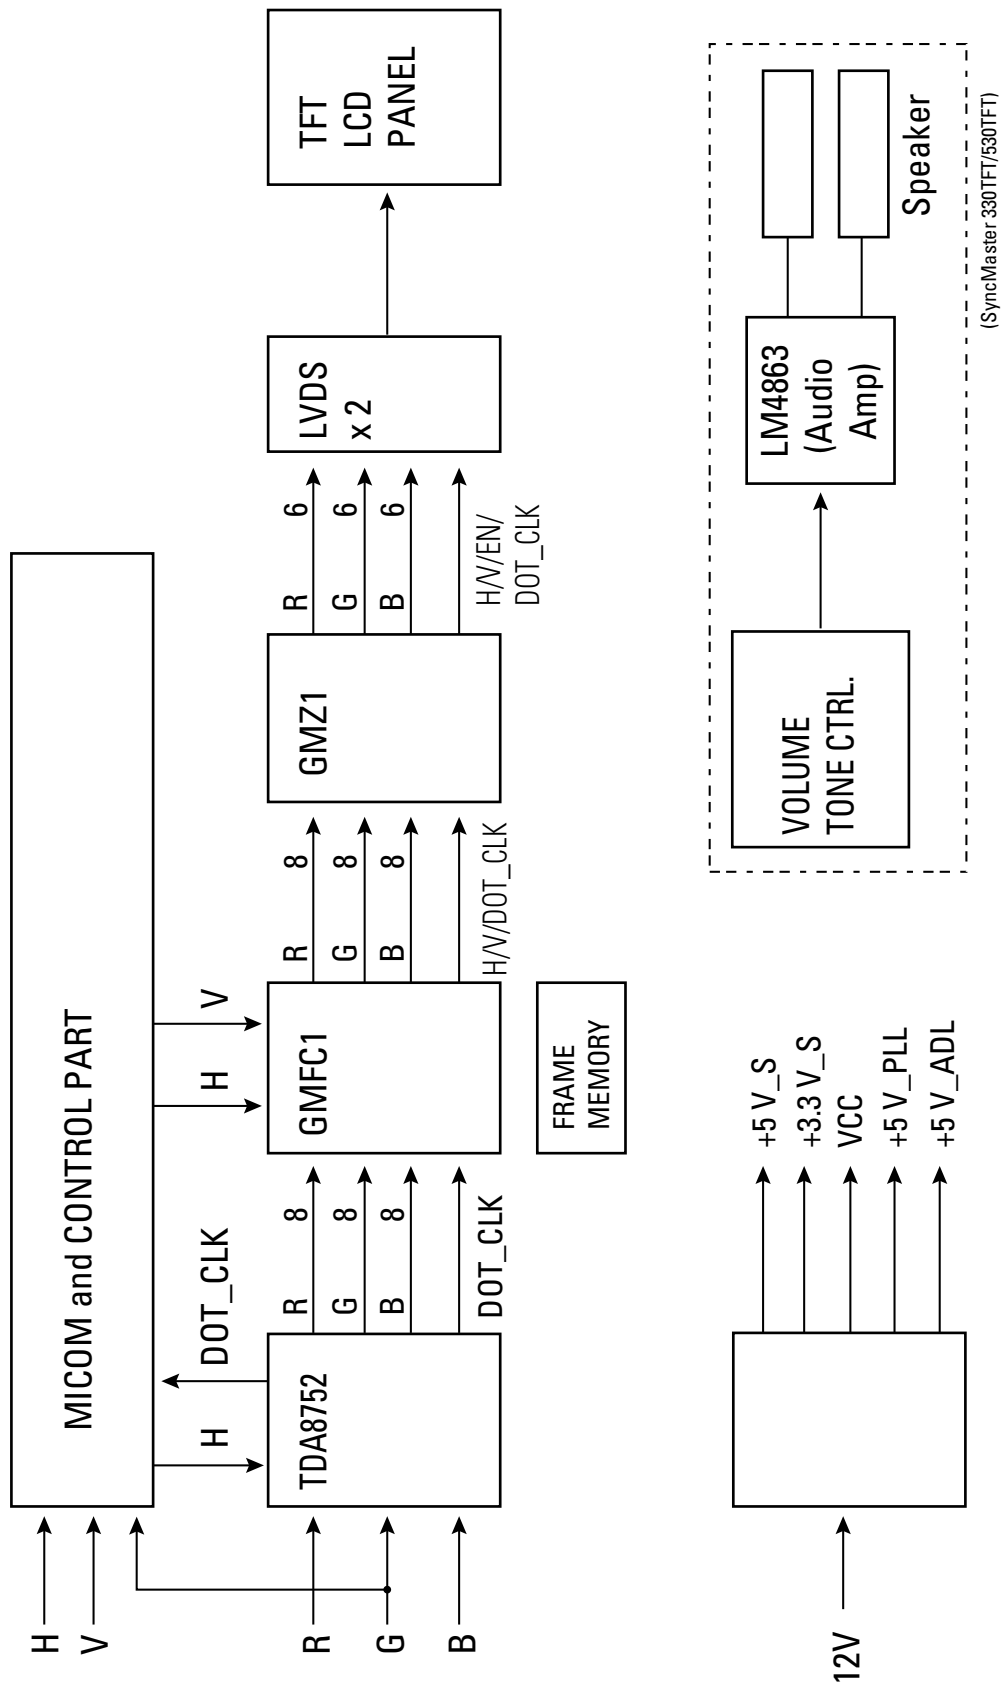 H
V
MICOM and CONTROL PART
H
DOT_CLK
H
V
R
G
B
TDA8752
R 8
G 8
B 8
DOT_CLK
GMFC1
R 8
G 8
B 8
H/V/DOT_CLK
GMZ1
R 6
G 6
B 6
H/V/EN/
DOT_CLK
LVDS
x 2
TFT
LCD
PANEL
FRAME
MEMORY
12V
+5 V_S
+3.3 V_S
VCC
+5 V_PLL
+5 V_ADL
VOLUME
TONE CTRL.
LM4863
(Audio
Amp)
Speaker
(SyncMaster 330TFT/530TFT)